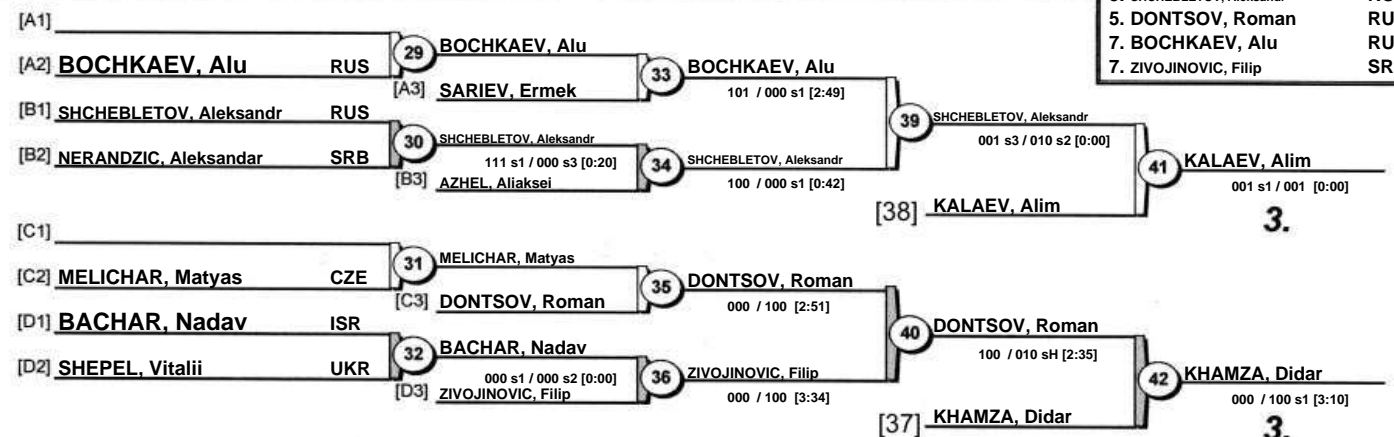 5. DONTSOV, Roman RU
7. BOCHKAEV, Alu RU
7. ZIVOJINOVIC, Filip SR
[A1]
[A2] BOCHKAEV, Alu RUS
29 BOCHKAEV, Alu
[A3] SARIEV, Ermek
33 BOCHKAEV, Alu
101 / 000 s1 [2:49]
[B1] SHCHEBLETOV, Aleksandr RUS
[B2] NERANDZIC, Aleksandar SRB
30 SHCHEBLETOV, Aleksandr
111 s1 / 000 s3 [0:20]
[B3] AZHEL, Aliaksei
34 SHCHEBLETOV, Aleksandr
100 / 000 s1 [0:42]
39 SHCHEBLETOV, Aleksandr
001 s3 / 010 s2 [0:00]
[38] KALAEV, Alim
41 KALAEV, Alim
001 s1 / 001 [0:00]
3.
[C1]
[C2] MELICHAR, Matyas CZE
31 MELICHAR, Matyas
[C3] DONTSOV, Roman
35 DONTSOV, Roman
000 / 100 [2:51]
[D1] BACHAR, Nadav ISR
[D2] SHEPEL, Vitalii UKR
32 BACHAR, Nadav
000 s1 / 000 s2 [0:00]
[D3] ZIVOJINOVIC, Filip
36 ZIVOJINOVIC, Filip
000 / 100 [3:34]
40 DONTSOV, Roman
100 / 010 sH [2:35]
[37] KHAMZA, Didar
42 KHAMZA, Didar
000 / 100 s1 [3:10]
3.